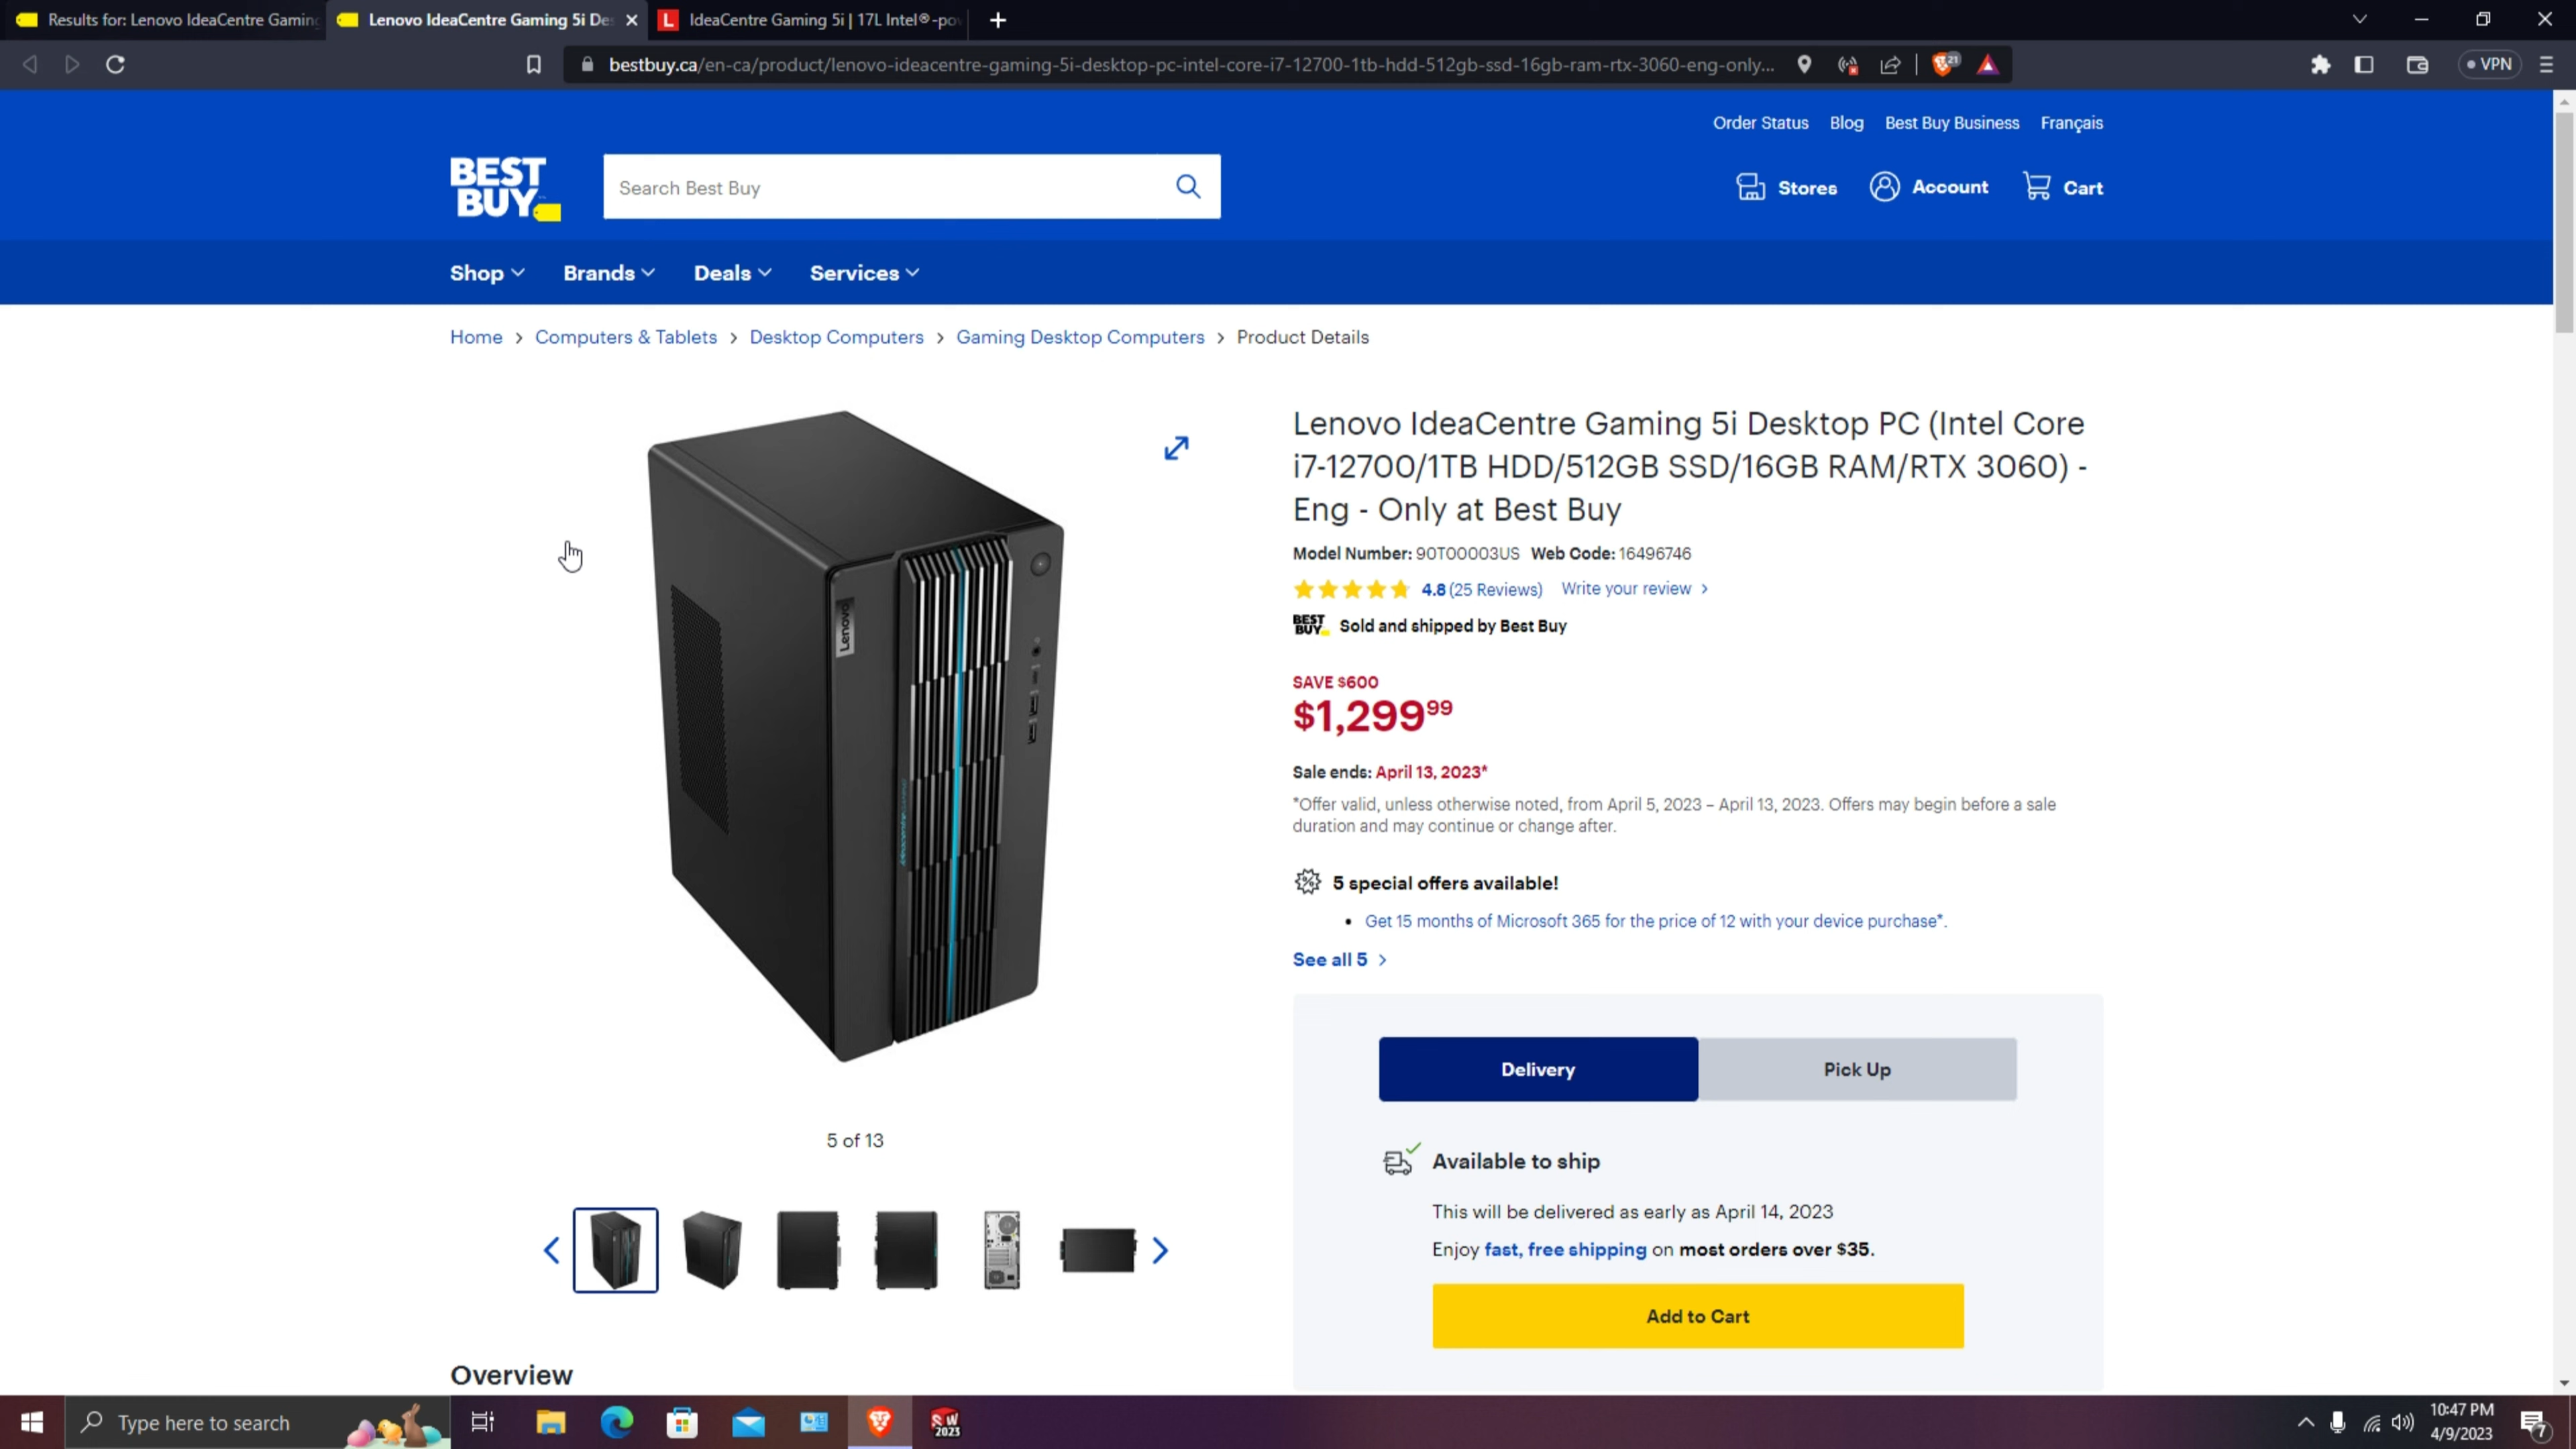 Results for: Lenovo IdeaCentre Gaming
Lenovo IdeaCentre Gaming 5i De
IdeaCentre Gaming 5i | 17L Intel®-po
bestbuy.ca/en-ca/product/lenovo-ideacentre-gaming-5i-desktop-pc-intel-core-i7-12700-1tb-hdd-512gb-ssd-16gb-ram-rtx-3060-eng-only...
21
VPN
Order Status Blog Best Buy Business Français
BEST BUY
Search Best Buy
Stores Account Cart
Shop Brands Deals Services
Home > Computers & Tablets > Desktop Computers > Gaming Desktop Computers > Product Details
Lenovo
Lenovo IdeaCentre Gaming 5i Desktop PC (Intel Core
i7-12700/1TB HDD/512GB SSD/16GB RAM/RTX 3060) -
Eng - Only at Best Buy
Model Number: 90T00003US Web Code: 16496746
4.8 (25 Reviews) Write your review >
BEST BUY Sold and shipped by Best Buy
SAVE $600
$1,299.99
Sale ends: April 13, 2023*
*Offer valid, unless otherwise noted, from April 5, 2023 – April 13, 2023. Offers may begin before a sale
duration and may continue or change after.
5 special offers available!
• Get 15 months of Microsoft 365 for the price of 12 with your device purchase*.
See all 5 >
Delivery Pick Up
5 of 13
Available to ship
This will be delivered as early as April 14, 2023
Enjoy fast, free shipping on most orders over $35.
Add to Cart
Overview
Type here to search
SW 2023
10:47 PM
4/9/2023
7